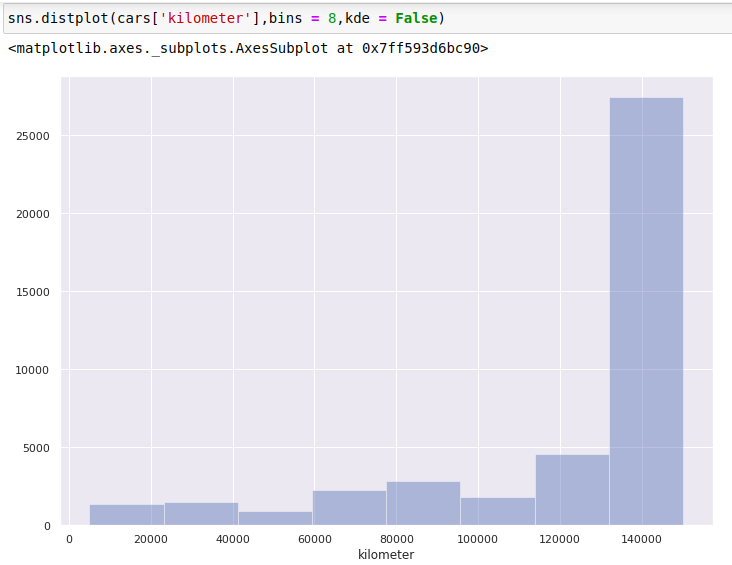 sns.distplot(cars['kilometer'],bins = 8,kde = False)
<matplotlib.axes._subplots.AxesSubplot at 0x7ff593d6bc90>
25000
20000
15000
10000
5000
0
0 20000 40000 60000 80000 100000 120000 140000
kilometer